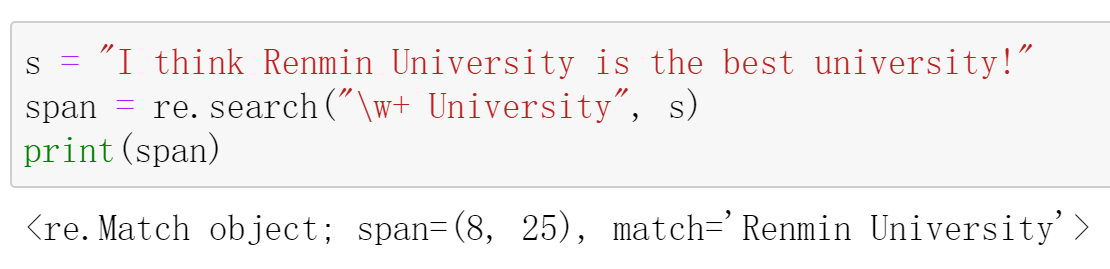 s = "I think Renmin University is the best university!"
span = re.search("\w+ University", s)
print(span)
<re.Match object; span=(8, 25), match='Renmin University'>